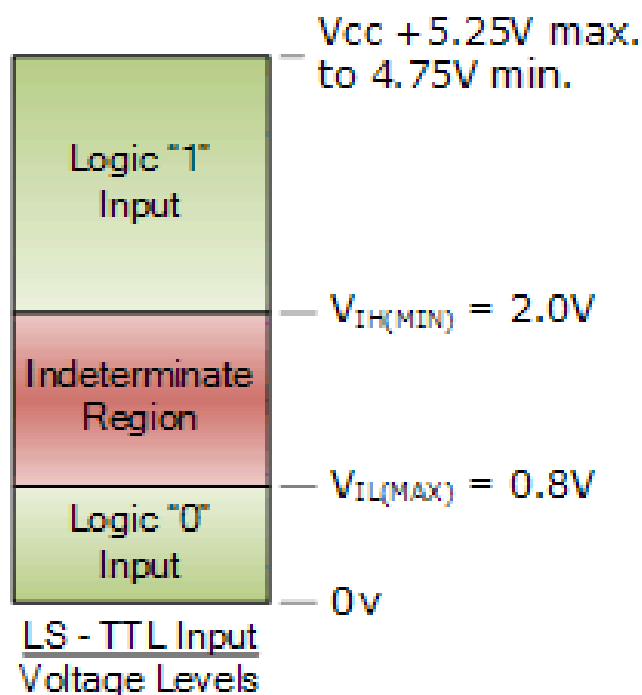 Vcc +5.25V max.
to 4.75V min.
Logic "1"
Input
VIH(MIN) = 2.0V
Indeterminate
Region
VIL(MAX) = 0.8V
Logic "0"
Input
0v
LS - TTL Input
Voltage Levels